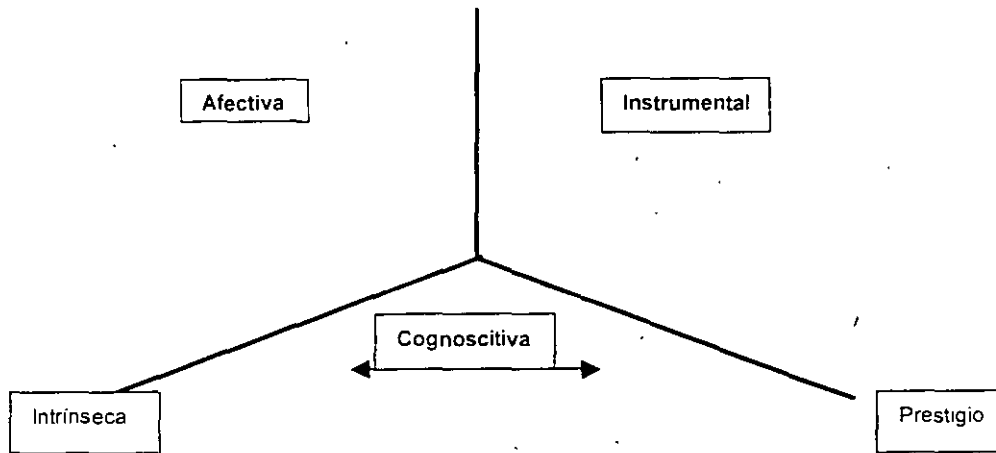 Afectiva
Instrumental
Cognoscitiva
Intrínseca
Prestigio